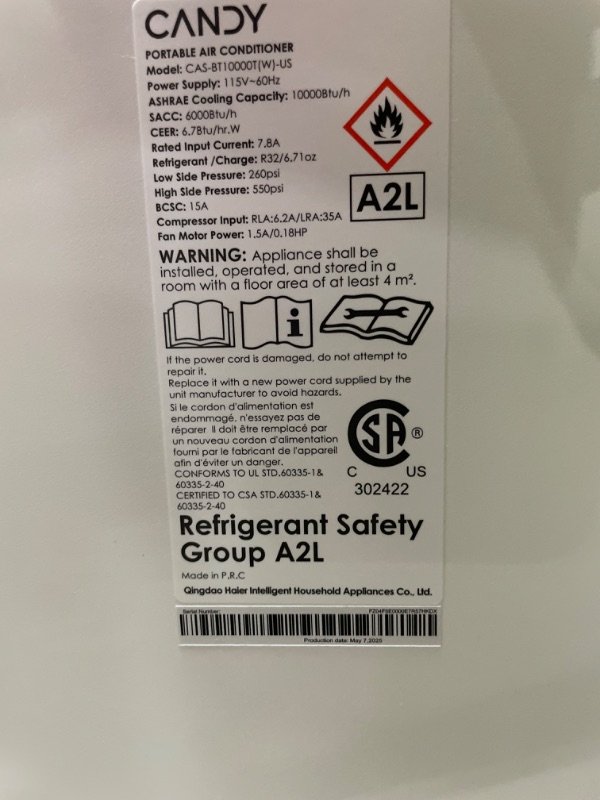 CANDY
PORTABLE AIR CONDITIONER
Model: CAS-BT10000T(W)-US
Power Supply: 115V~60Hz
ASHRAE Cooling Capacity: 10000Btu/h
SACC: 6000Btu/h
CEER: 6.7Btu/hr.W
Rated Input Current: 7.8A
Refrigerant /Charge: R32/6.71oz
Low Side Pressure: 260psi
High Side Pressure: 550psi
BCSC: 15A
Compressor Input: RLA:6.2A/LRA:35A
Fan Motor Power: 1.5A/0.18HP
A2L
WARNING: Appliance shall be
installed, operated, and stored in a
room with a floor area of at least 4 m².
i
If the power cord is damaged, do not attempt to
repair it.
Replace it with a new power cord supplied by the
unit manufacturer to avoid hazards.
Si le cordon d'alimentation est
endommagé, n'essayez pas de
réparer Il doit être remplacé par
un nouveau cordon d'alimentation
fourni par le fabricant de l'appareil
afin d'éviter un danger.
CONFORMS TO UL STD.60335-1&
60335-2-40
CERTIFIED TO CSA STD.60335-1&
60335-2-40
SA ®
C US
302422
Refrigerant Safety
Group A2L
Made in P.R.C
Qingdao Haier Intelligent Household Appliances Co., Ltd.
Serial Number:
Production date: May 7,2025